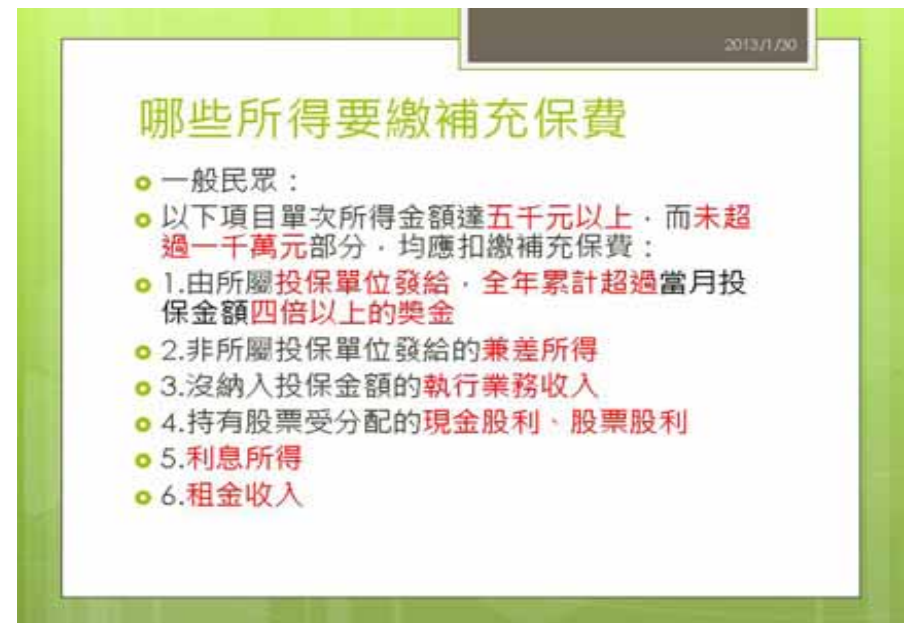 2013/1/30
哪些所得要繳補充保費
一般民眾：
以下項目單次所得金額達五千元以上，而未超
過一千萬元部分，均應扣繳補充保費：
1.由所屬投保單位發給，全年累計超過當月投
保金額四倍以上的獎金
2.非所屬投保單位發給的兼差所得
3.沒納入投保金額的執行業務收入
4.持有股票受分配的現金股利、股票股利
5.利息所得
6.租金收入